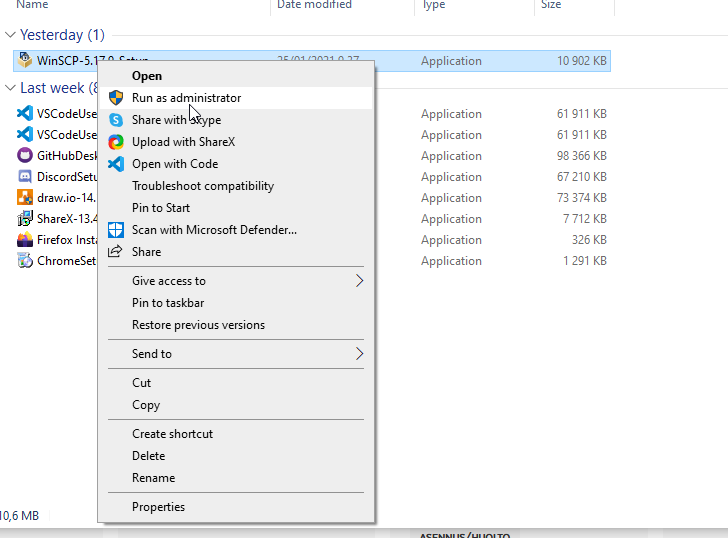 Name Date modified Type Size
Yesterday (1)
WinSCP-5.17.9-Setup 25/01/2021 9.27 Application 10 902 KB
Open
Last week (8
Run as administrator
VSCodeUse Application 61 911 KB
Share with Skype
VSCodeUse Application 61 911 KB
Upload with ShareX
GitHubDesk Application 98 366 KB
Open with Code
DiscordSetu Application 67 210 KB
Troubleshoot compatibility
draw.io-14. Application 73 374 KB
Pin to Start
ShareX-13.4 Application 7 712 KB
Scan with Microsoft Defender...
Firefox Insta Application 326 KB
Share
ChromeSet Application 1 291 KB
Give access to
Pin to taskbar
Restore previous versions
Send to
Cut
Copy
Create shortcut
Delete
Rename
Properties
10,6 MB
ASENNUS/HUOLTO